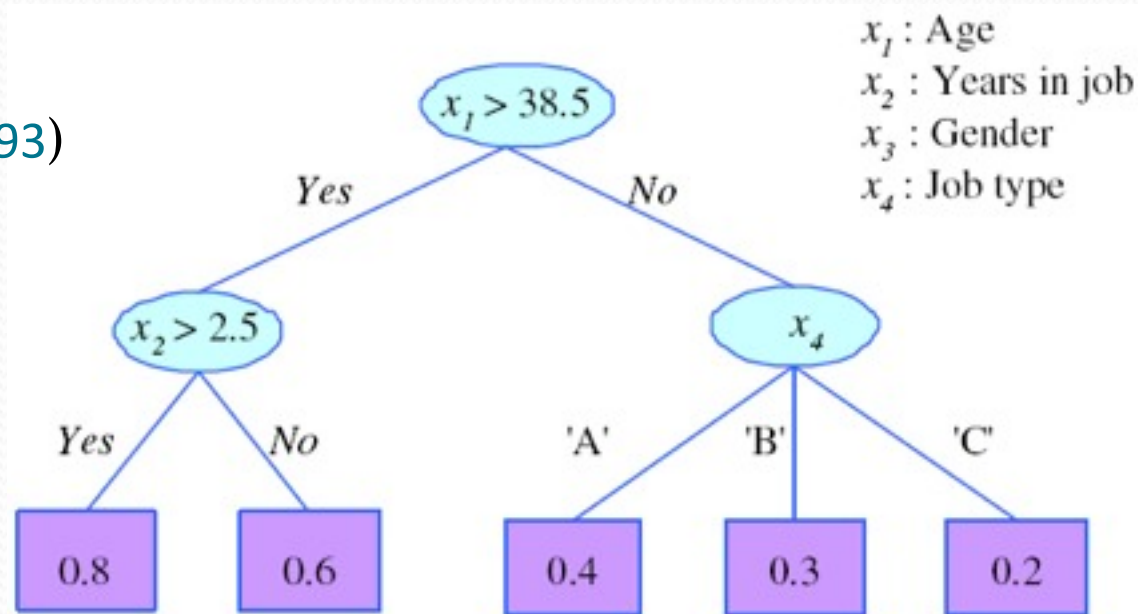 x₁ : Age
x₂ : Years in job
93)
x₃ : Gender
x₄ : Job type
x₁ > 38.5
Yes
No
x₂ > 2.5
x₄
Yes
No
'A'
'B'
'C'
0.8
0.6
0.4
0.3
0.2